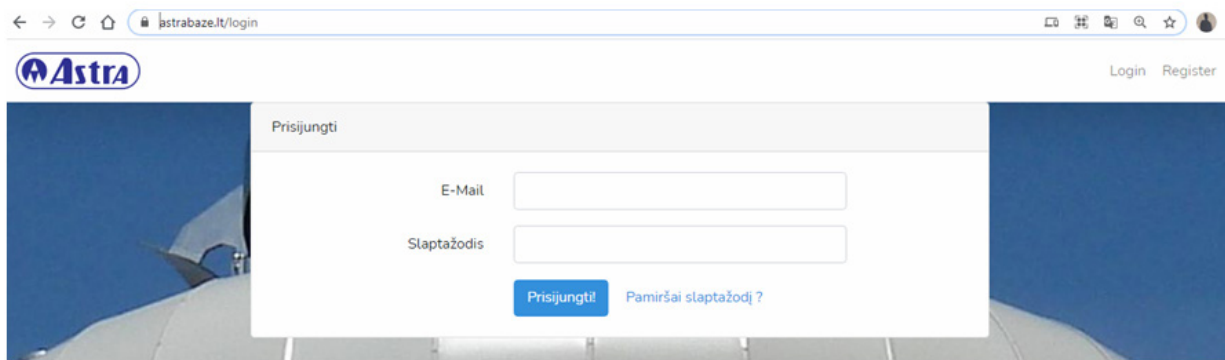 astrabaze.lt/login
Astra
Login Register
Prisijungti
E-Mail
Slaptažodis
Prisijungti! Pamiršai slaptažodį ?